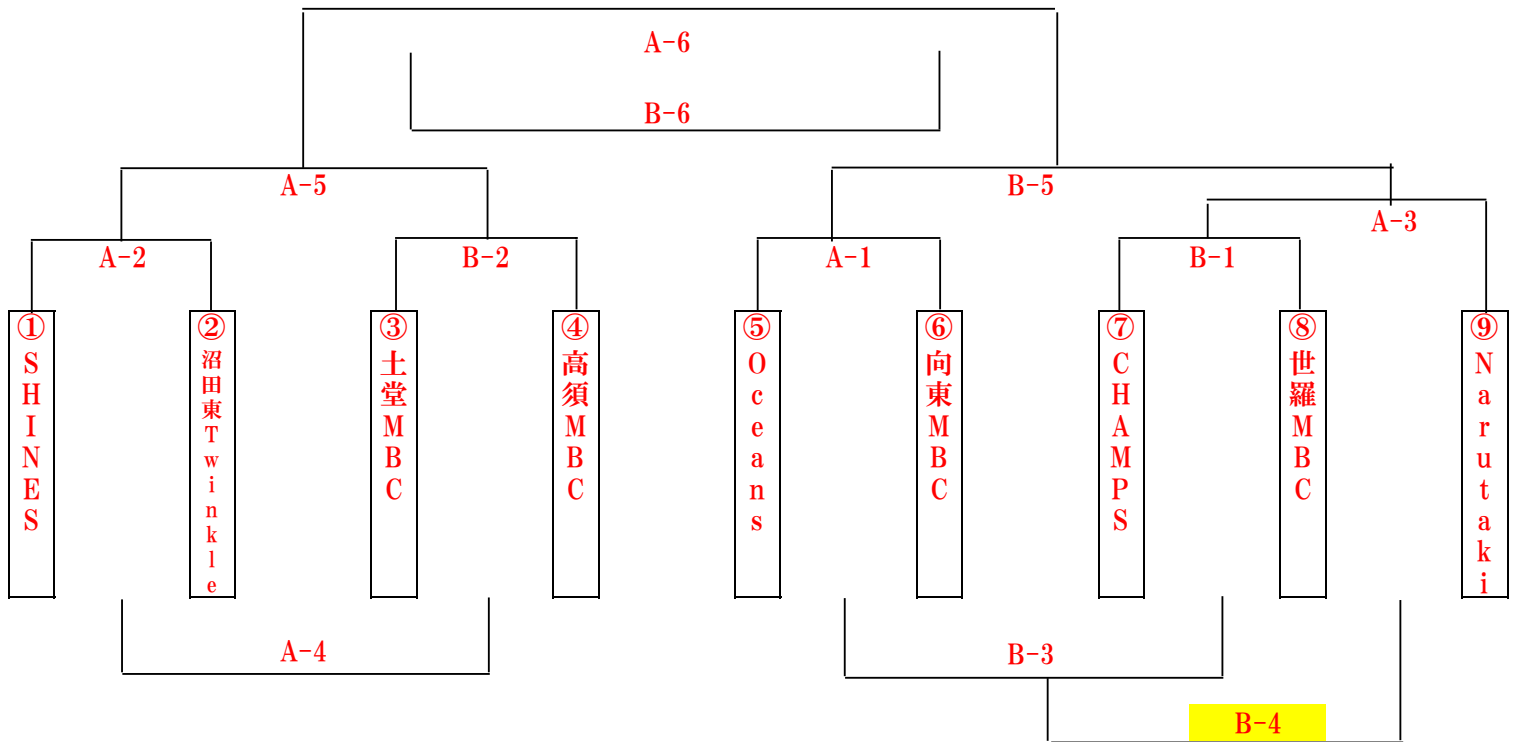 A-6
B-6
A-5
B-5
A-3
A-2
B-2
A-1
B-1
①SHINES
②沼田東Twinkle
③土堂MBC
④高須MBC
⑤Oceans
⑥向東MBC
⑦CHAMPS
⑧世羅MBC
⑨Narutaki
A-4
B-3
B-4